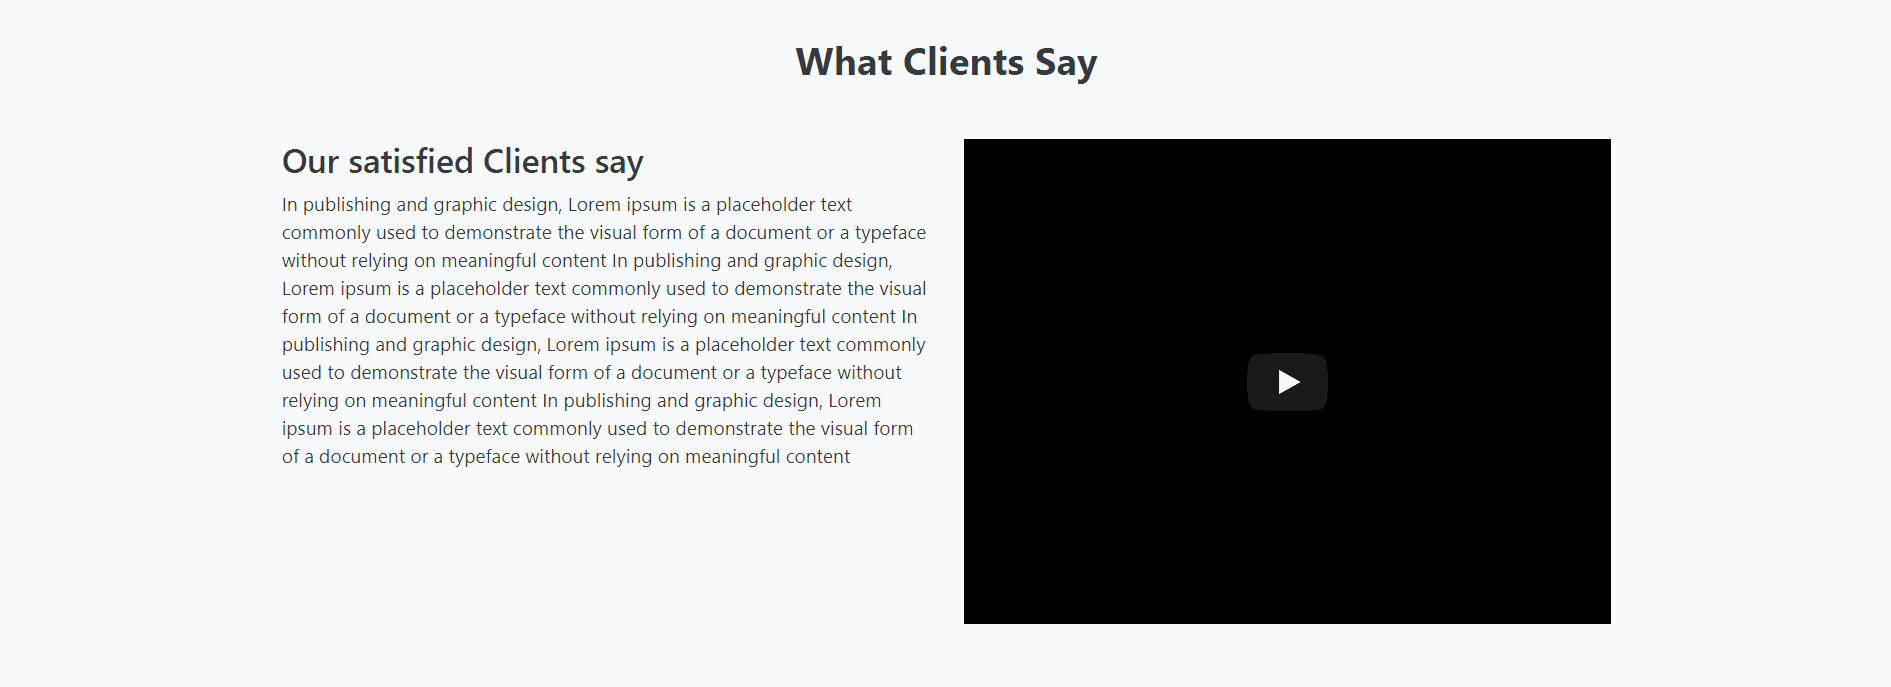 What Clients Say
Our satisfied Clients say
In publishing and graphic design, Lorem ipsum is a placeholder text
commonly used to demonstrate the visual form of a document or a typeface
without relying on meaningful content In publishing and graphic design,
Lorem ipsum is a placeholder text commonly used to demonstrate the visual
form of a document or a typeface without relying on meaningful content In
publishing and graphic design, Lorem ipsum is a placeholder text commonly
used to demonstrate the visual form of a document or a typeface without
relying on meaningful content In publishing and graphic design, Lorem
ipsum is a placeholder text commonly used to demonstrate the visual form
of a document or a typeface without relying on meaningful content